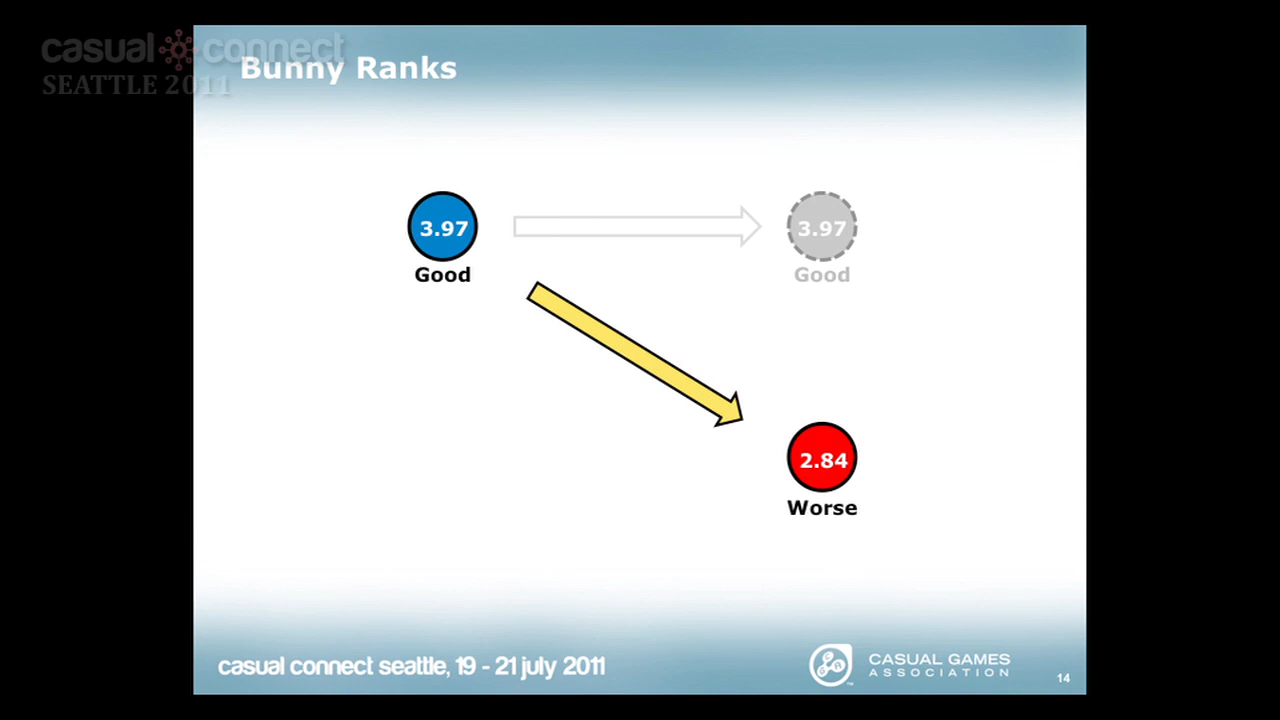 casual connect
SEATTLE 2011
Bunny Ranks
3.97
3.97
Good
Good
2.84
Worse
casual connect seattle, 19 - 21 july 2011
CASUAL GAMES
ASSOCIATION
14